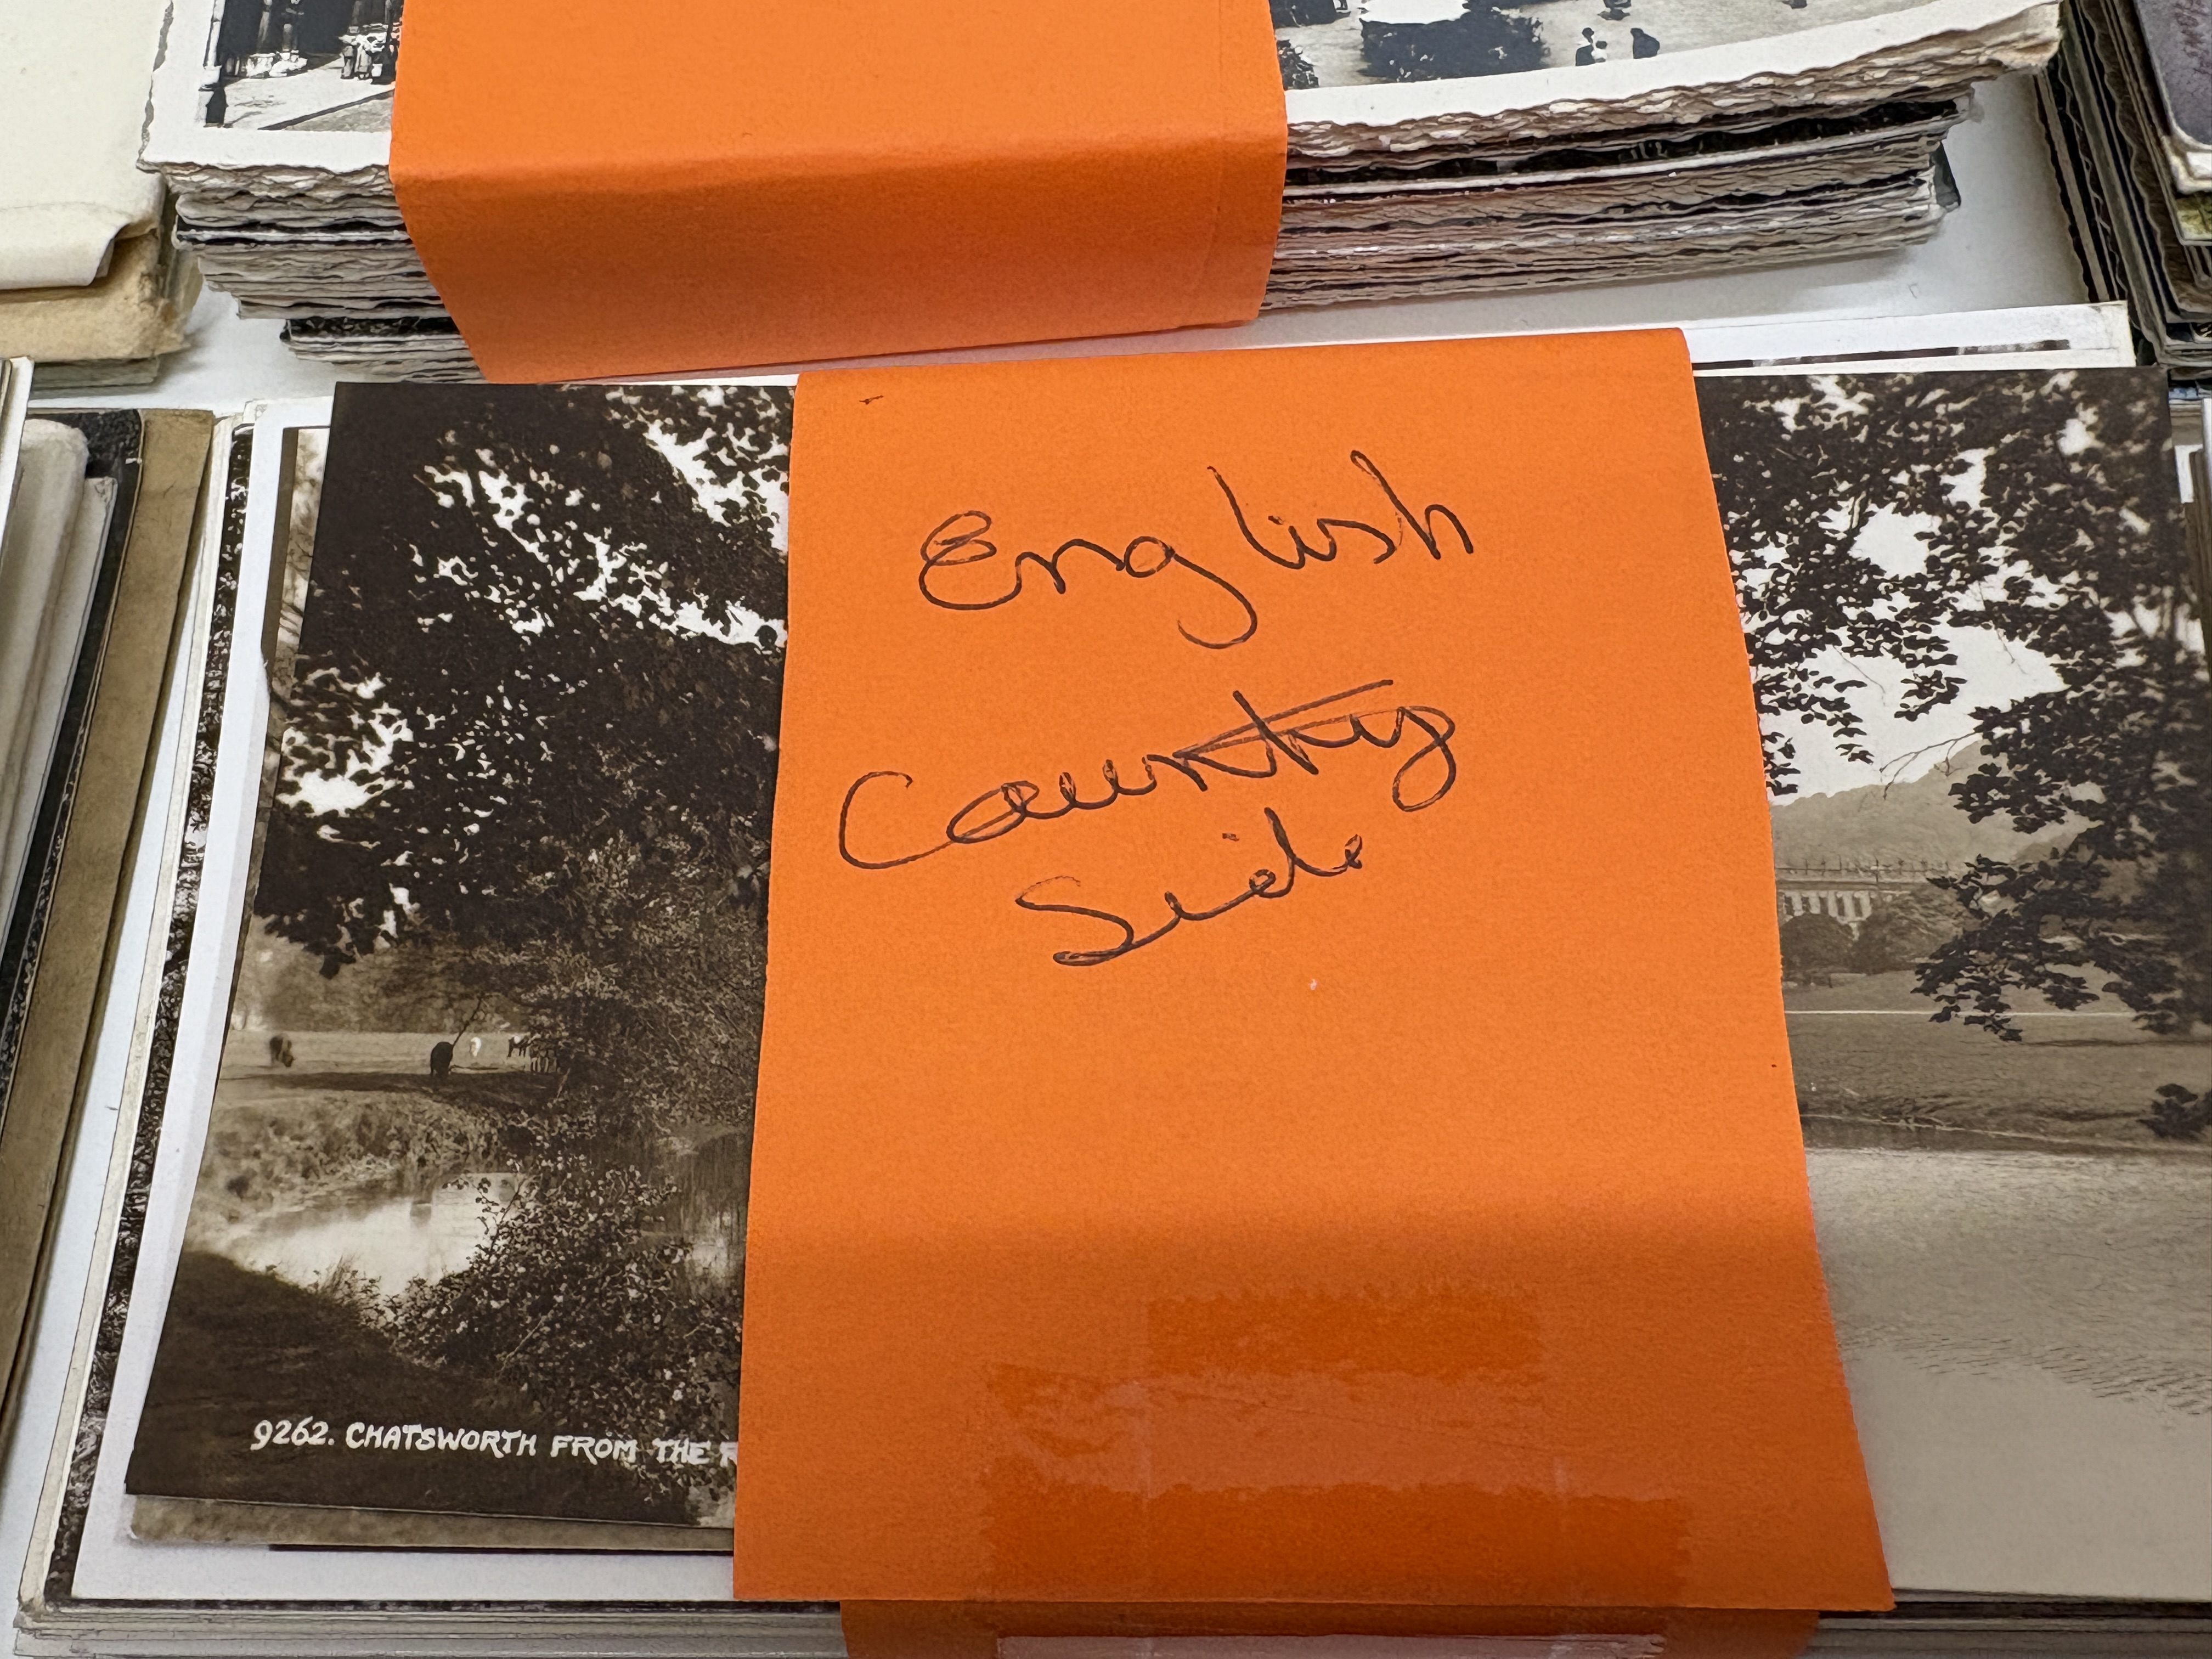 English
Country
Side
9262. CHATSWORTH FROM THE